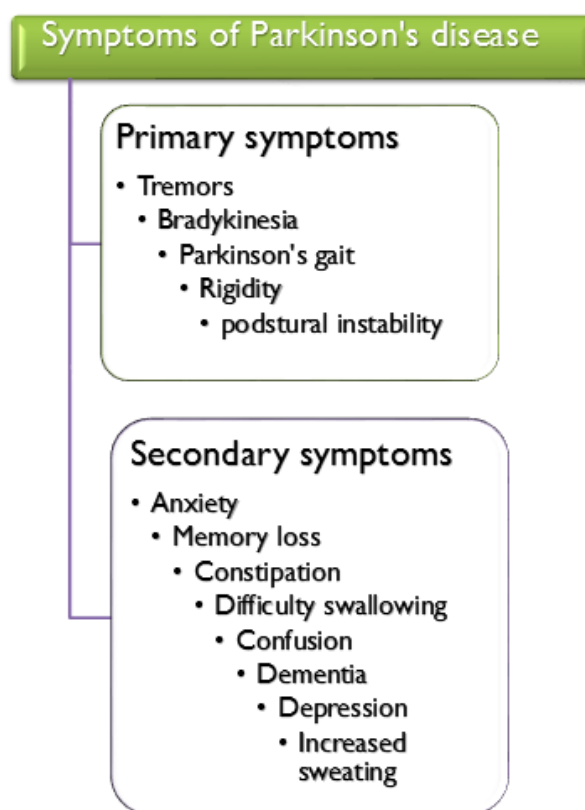 Symptoms of Parkinson's disease
Primary symptoms
• Tremors
• Bradykinesia
• Parkinson's gait
• Rigidity
• podstural instability
Secondary symptoms
• Anxiety
• Memory loss
• Constipation
• Difficulty swallowing
• Confusion
• Dementia
• Depression
• Increased
sweating